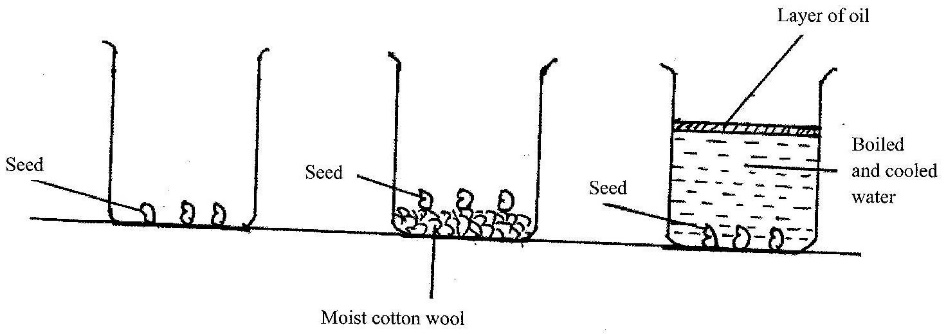 Layer of oil
Seed
Seed
Seed
Boiled
and cooled
water
Moist cotton wool